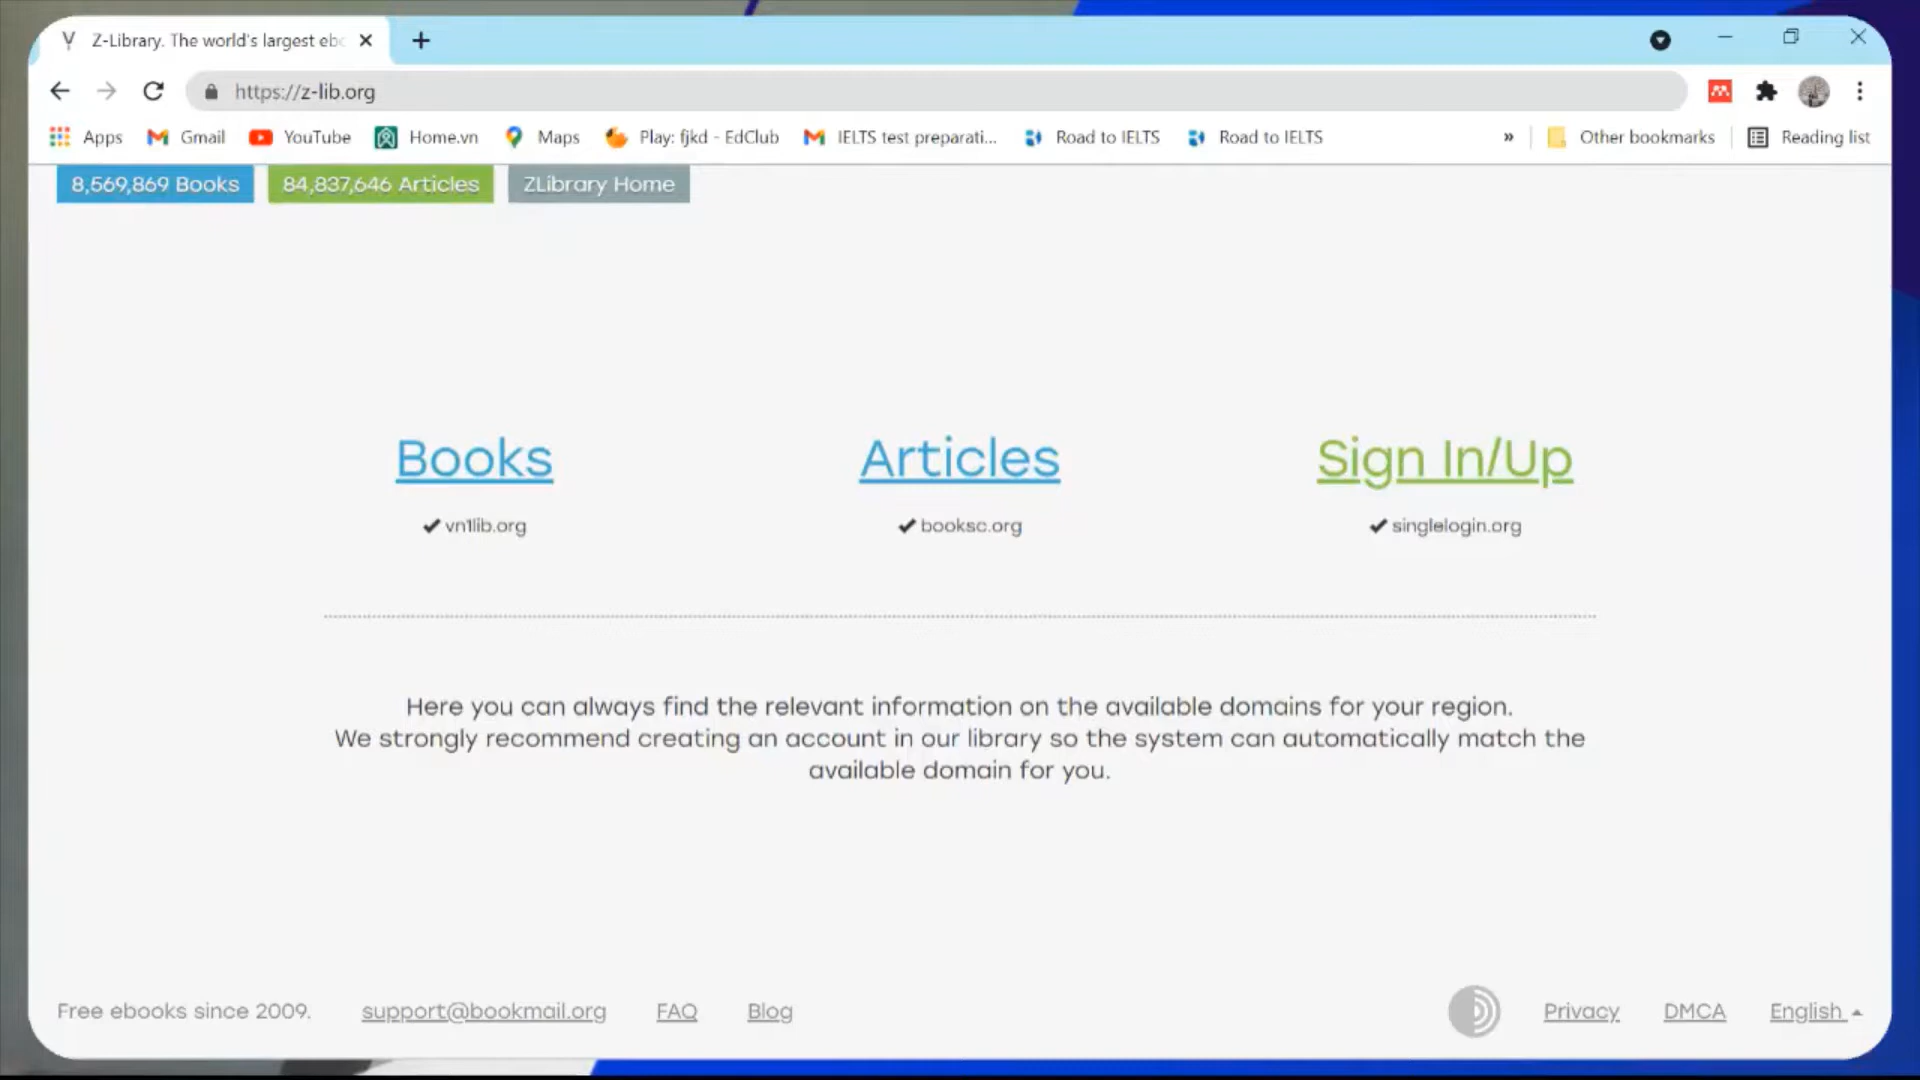 Z-Library. The world's largest eb
https://z-lib.org
Apps Gmail YouTube Home.vn Maps Play: fjkd - EdClub IELTS test preparati... Road to IELTS Road to IELTS » Other bookmarks Reading list
8,569,869 Books 84,837,646 Articles ZLibrary Home
Books Articles Sign In/Up
vn1lib.org booksc.org singlelogin.org
Here you can always find the relevant information on the available domains for your region.
We strongly recommend creating an account in our library so the system can automatically match the
available domain for you.
Free ebooks since 2009. support@bookmail.org FAQ Blog Privacy DMCA English